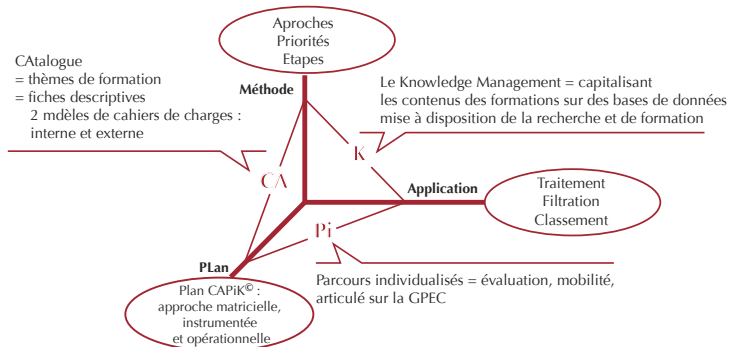 Aproches
Priorités
Etapes
CAtalogue
= thèmes de formation
= fiches descriptives
2 mdèles de cahiers de charges :
interne et externe
Méthode
Le Knowledge Management = capitalisant
les contenus des formations sur des bases de données
mise à disposition de la recherche et de formation
K
CA
Application
Traitement
Filtration
Classement
Pi
PLan
Parcours individualisés = évaluation, mobilité,
articulé sur la GPEC
Plan CAPiK© :
approche matricielle,
instrumentée
et opérationnelle